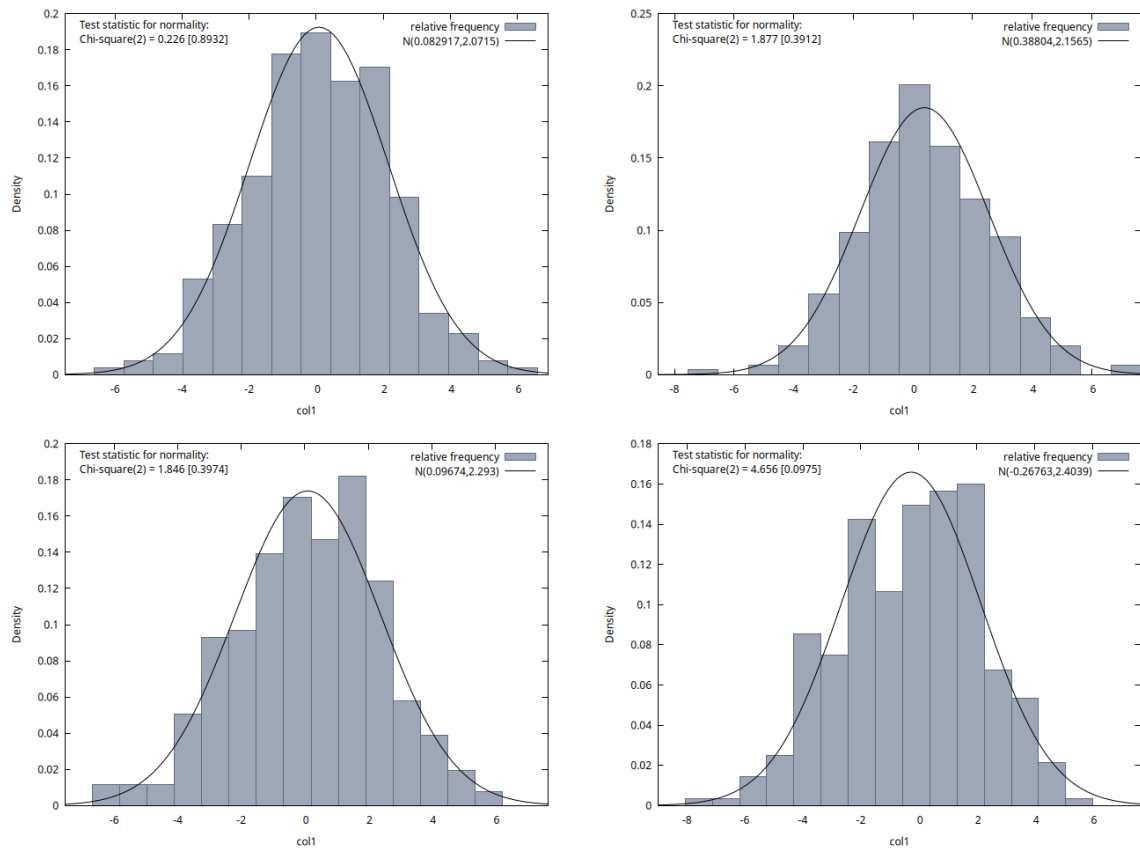 Test statistic for normality:
Chi-square(2) = 0.226 [0.8932]
relative frequency
N(0.082917,2.0715)
0.2
0.18
0.16
0.14
0.12
0.1
0.08
0.06
0.04
0.02
0
Density
-6
-4
-2
0
2
4
6
col1
Test statistic for normality:
Chi-square(2) = 1.877 [0.3912]
relative frequency
N(0.38804,2.1565)
0.25
0.2
0.15
0.1
0.05
0
Density
-8
-6
-4
-2
0
2
4
6
col1
Test statistic for normality:
Chi-square(2) = 1.846 [0.3974]
relative frequency
N(0.09674,2.293)
0.2
0.18
0.16
0.14
0.12
0.1
0.08
0.06
0.04
0.02
0
Density
-6
-4
-2
0
2
4
6
col1
Test statistic for normality:
Chi-square(2) = 4.656 [0.0975]
relative frequency
N(-0.26763,2.4039)
0.18
0.16
0.14
0.12
0.1
0.08
0.06
0.04
0.02
0
Density
-8
-6
-4
-2
0
2
4
6
col1